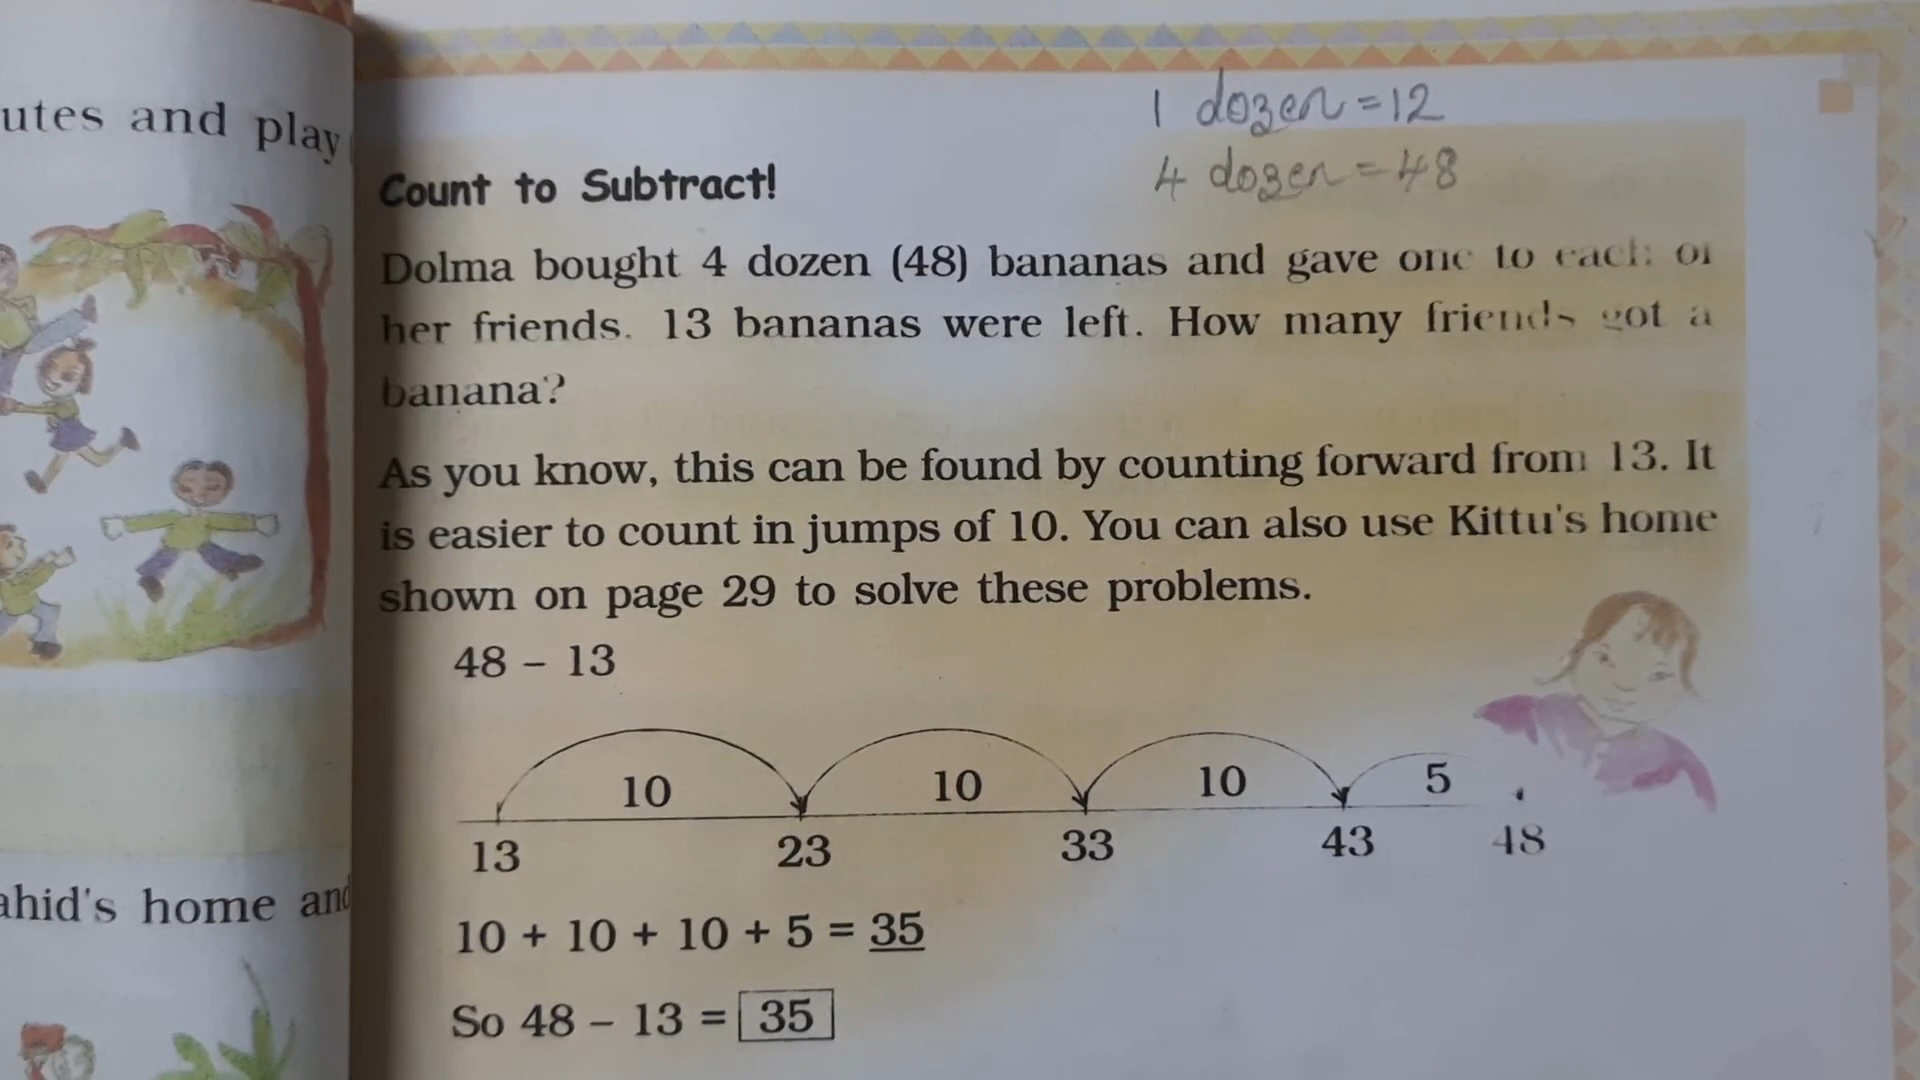 utes and play
ahid's home and
1 dozen = 12
4 dozen = 48
Count to Subtract!
Dolma bought 4 dozen (48) bananas and gave one to each of
her friends. 13 bananas were left. How many friends got a
banana?
As you know, this can be found by counting forward from 13. It
is easier to count in jumps of 10. You can also use Kittu's home
shown on page 29 to solve these problems.
48 – 13
10 10 10 5
13 23 33 43 48
10 + 10 + 10 + 5 = 35
So 48 – 13 = 35